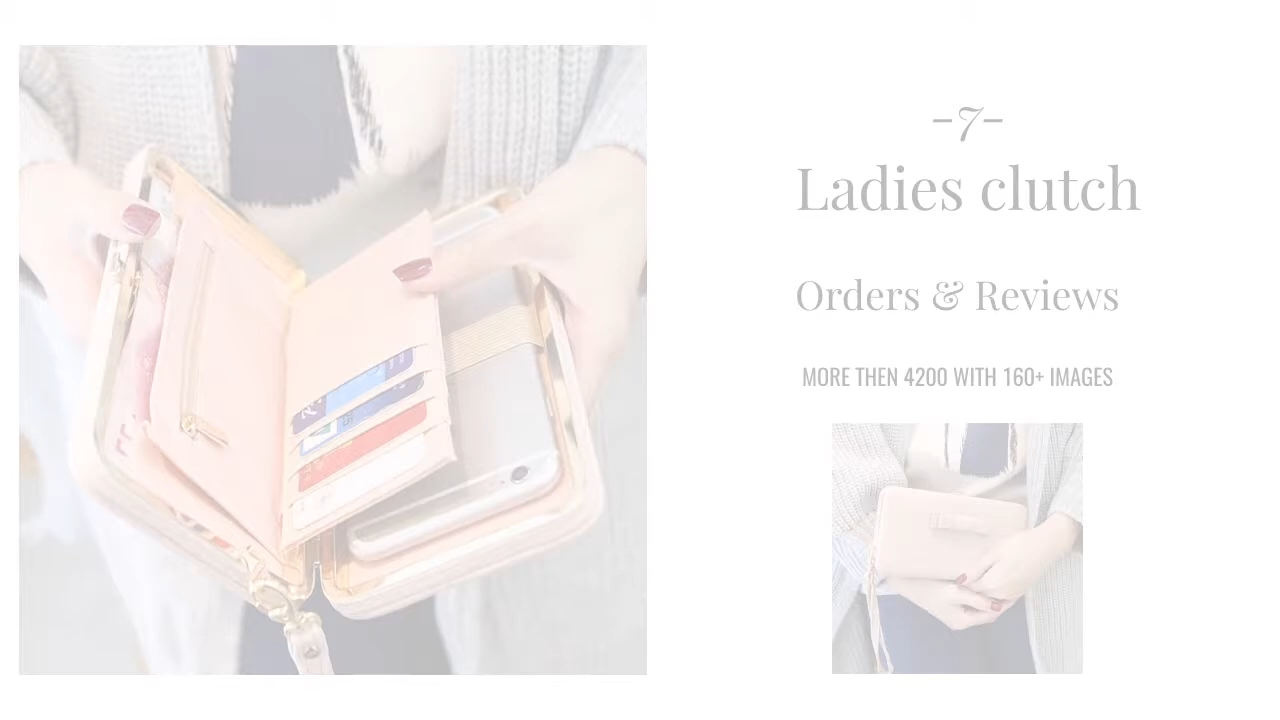 –7–
Ladies clutch
Orders & Reviews
MORE THEN 4200 WITH 160+ IMAGES